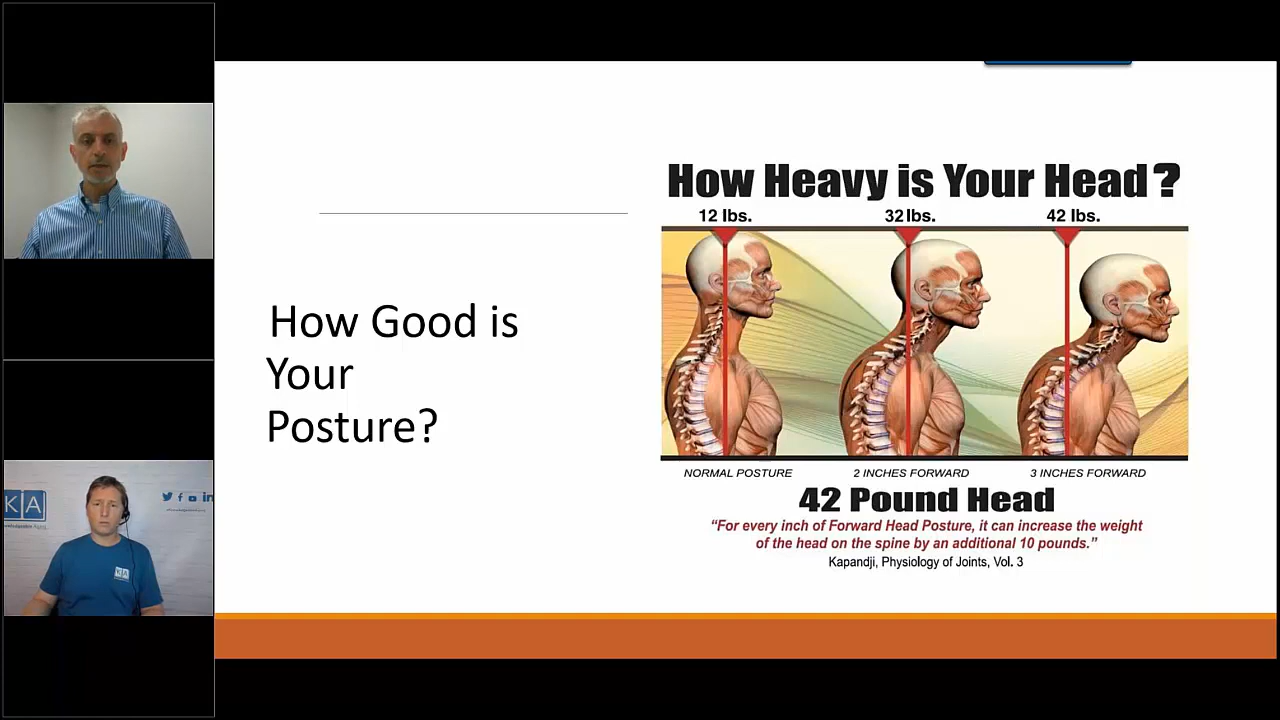 How Good is
Your
Posture?
How Heavy is Your Head?
12 lbs. 32 lbs. 42 lbs.
NORMAL POSTURE 2 INCHES FORWARD 3 INCHES FORWARD
42 Pound Head
“For every inch of Forward Head Posture, it can increase the weight
of the head on the spine by an additional 10 pounds.”
Kapandji, Physiology of Joints, Vol. 3
KIA
KIA